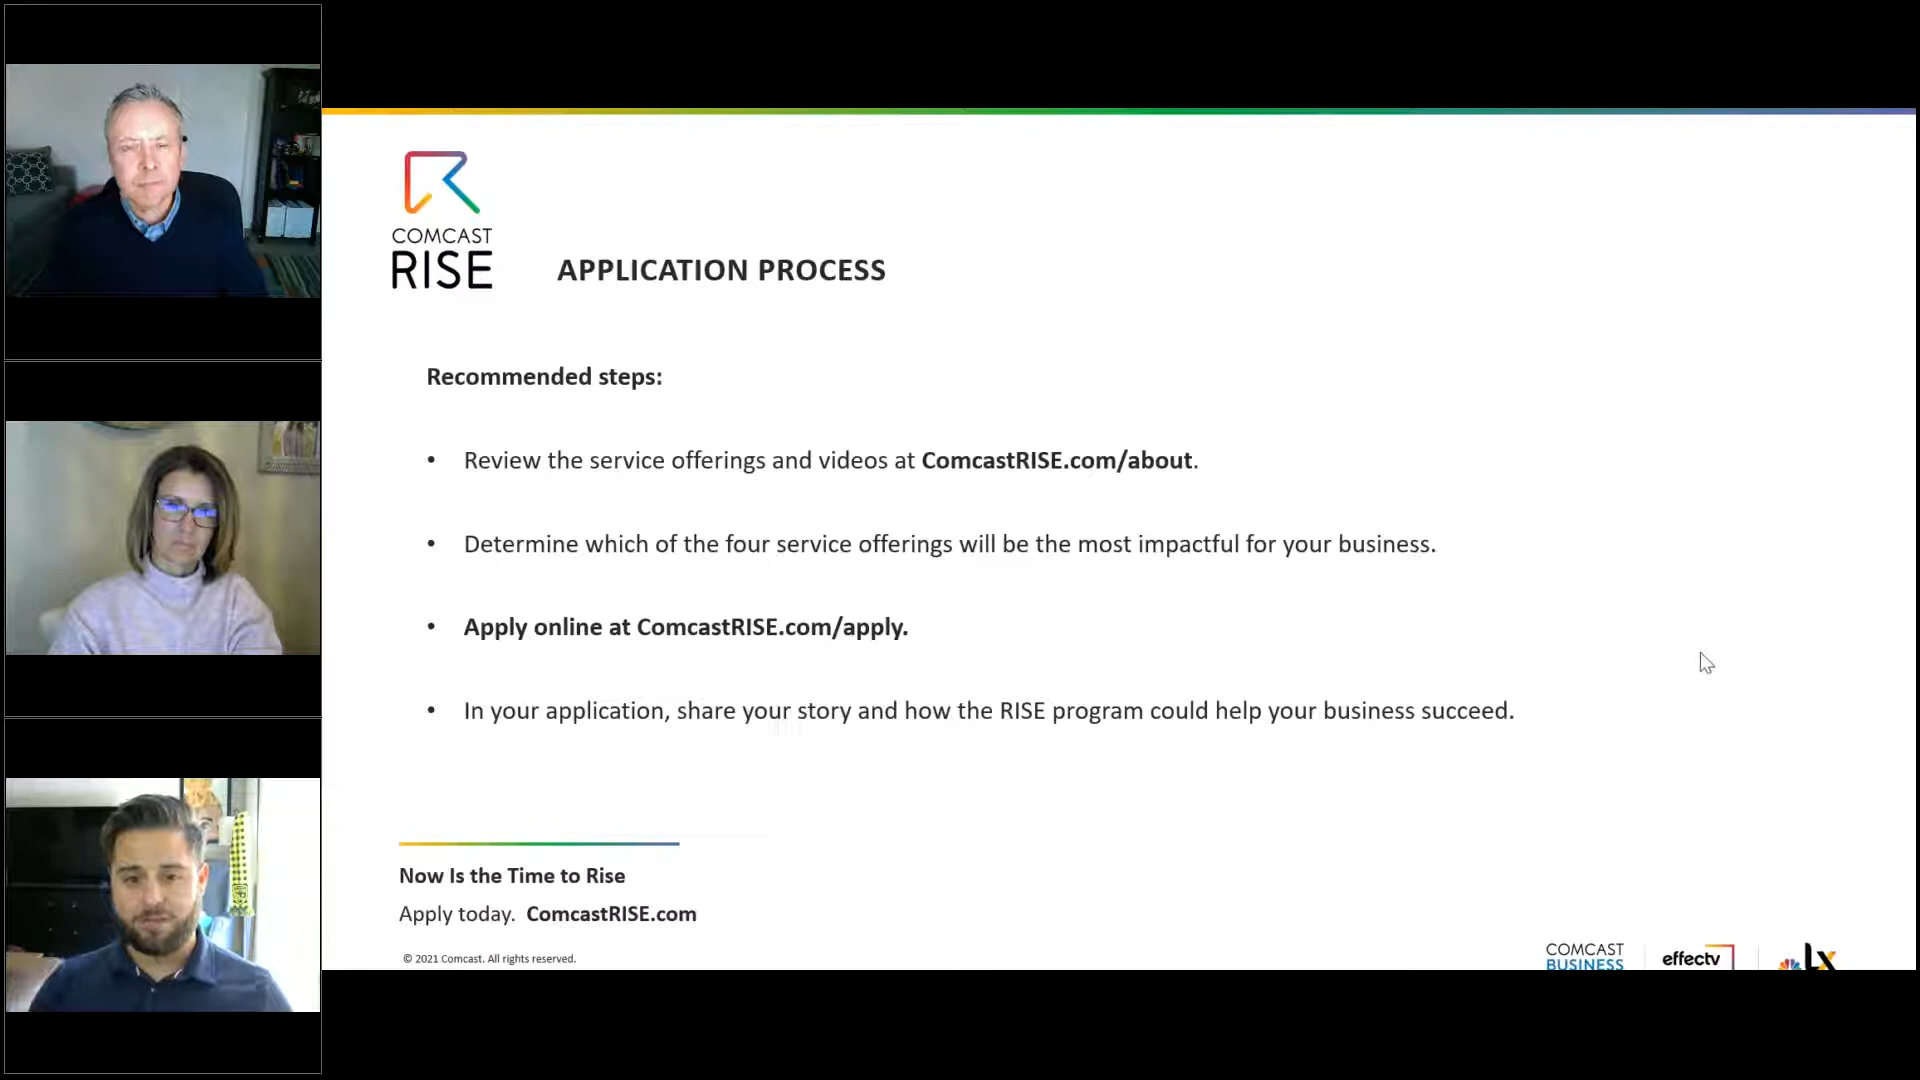 COMCAST
RISE
APPLICATION PROCESS
Recommended steps:
• Review the service offerings and videos at ComcastRISE.com/about.
• Determine which of the four service offerings will be the most impactful for your business.
• Apply online at ComcastRISE.com/apply.
• In your application, share your story and how the RISE program could help your business succeed.
Now Is the Time to Rise
Apply today. ComcastRISE.com
© 2021 Comcast. All rights reserved.
COMCAST
BUSINESS
effectv
LX